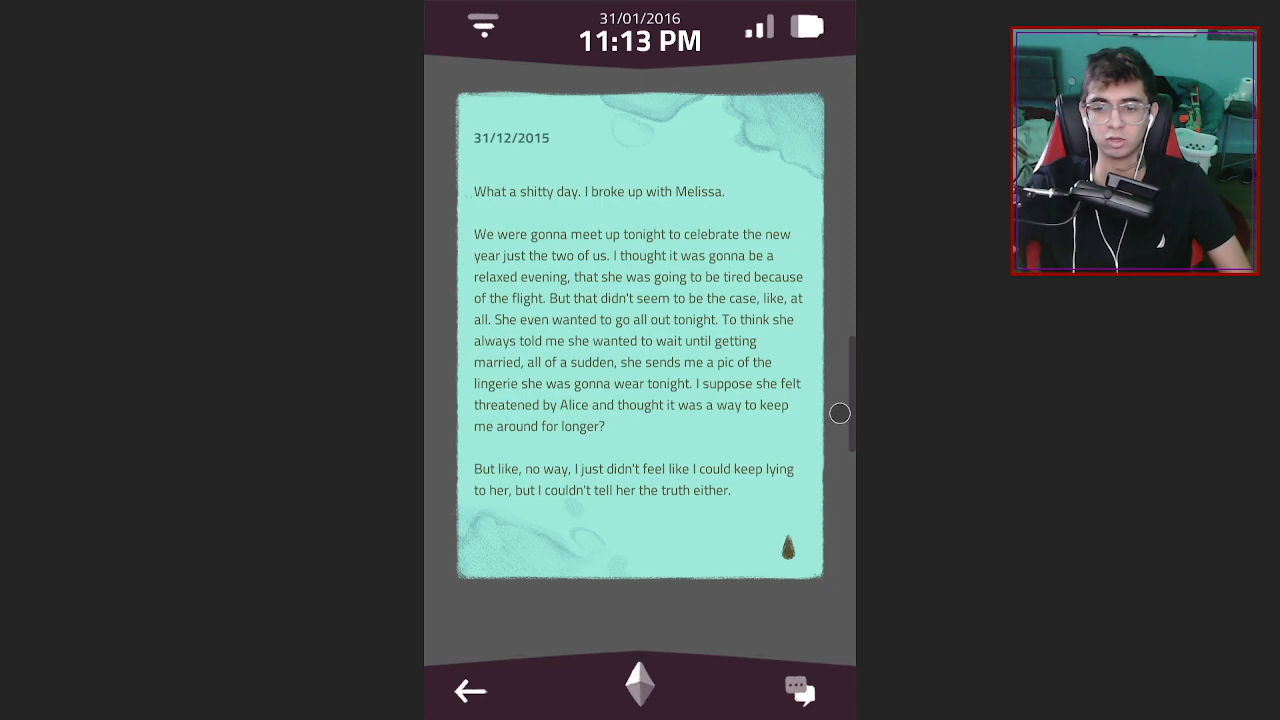 31/01/2016
11:13 PM
31/12/2015
What a shitty day. I broke up with Melissa.
We were gonna meet up tonight to celebrate the new
year just the two of us. I thought it was gonna be a
relaxed evening, that she was going to be tired because
of the flight. But that didn't seem to be the case, like, at
all. She even wanted to go all out tonight. To think she
always told me she wanted to wait until getting
married, all of a sudden, she sends me a pic of the
lingerie she was gonna wear tonight. I suppose she felt
threatened by Alice and thought it was a way to keep
me around for longer?
But like, no way, I just didn't feel like I could keep lying
to her, but I couldn't tell her the truth either.